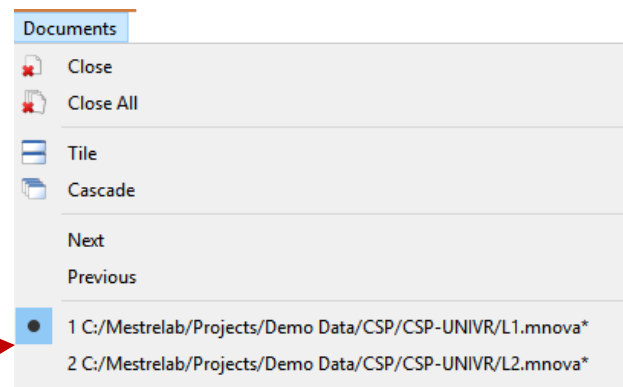 Documents
Close
Close All
Tile
Cascade
Next
Previous
1 C:/Mestrelab/Projects/Demo Data/CSP/CSP-UNIVR/L1.mnova*
2 C:/Mestrelab/Projects/Demo Data/CSP/CSP-UNIVR/L2.mnova*